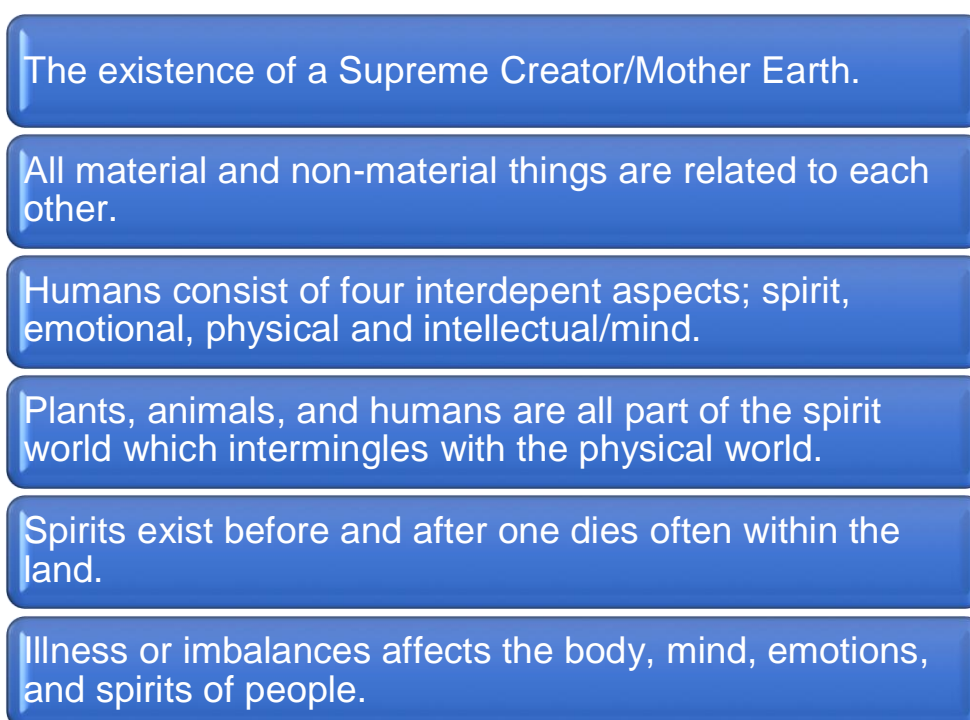 The existence of a Supreme Creator/Mother Earth.
All material and non-material things are related to each
other.
Humans consist of four interdepent aspects; spirit,
emotional, physical and intellectual/mind.
Plants, animals, and humans are all part of the spirit
world which intermingles with the physical world.
Spirits exist before and after one dies often within the
land.
Illness or imbalances affects the body, mind, emotions,
and spirits of people.